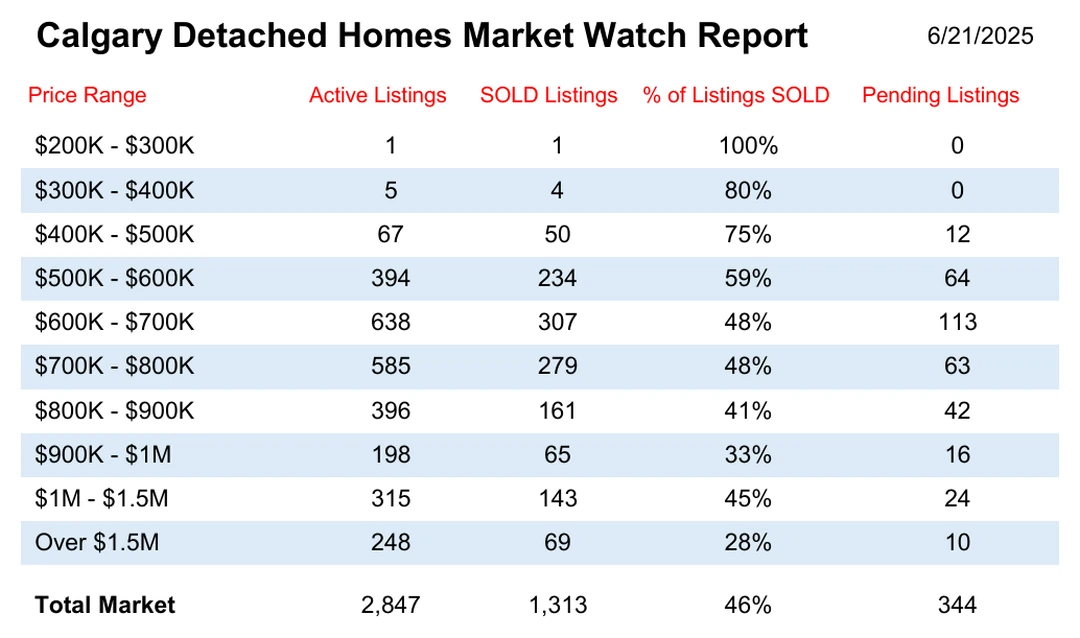 Calgary Detached Homes Market Watch Report 6/21/2025
Price Range Active Listings SOLD Listings % of Listings SOLD Pending Listings
$200K - $300K 1 1 100% 0
$300K - $400K 5 4 80% 0
$400K - $500K 67 50 75% 12
$500K - $600K 394 234 59% 64
$600K - $700K 638 307 48% 113
$700K - $800K 585 279 48% 63
$800K - $900K 396 161 41% 42
$900K - $1M 198 65 33% 16
$1M - $1.5M 315 143 45% 24
Over $1.5M 248 69 28% 10
Total Market 2,847 1,313 46% 344